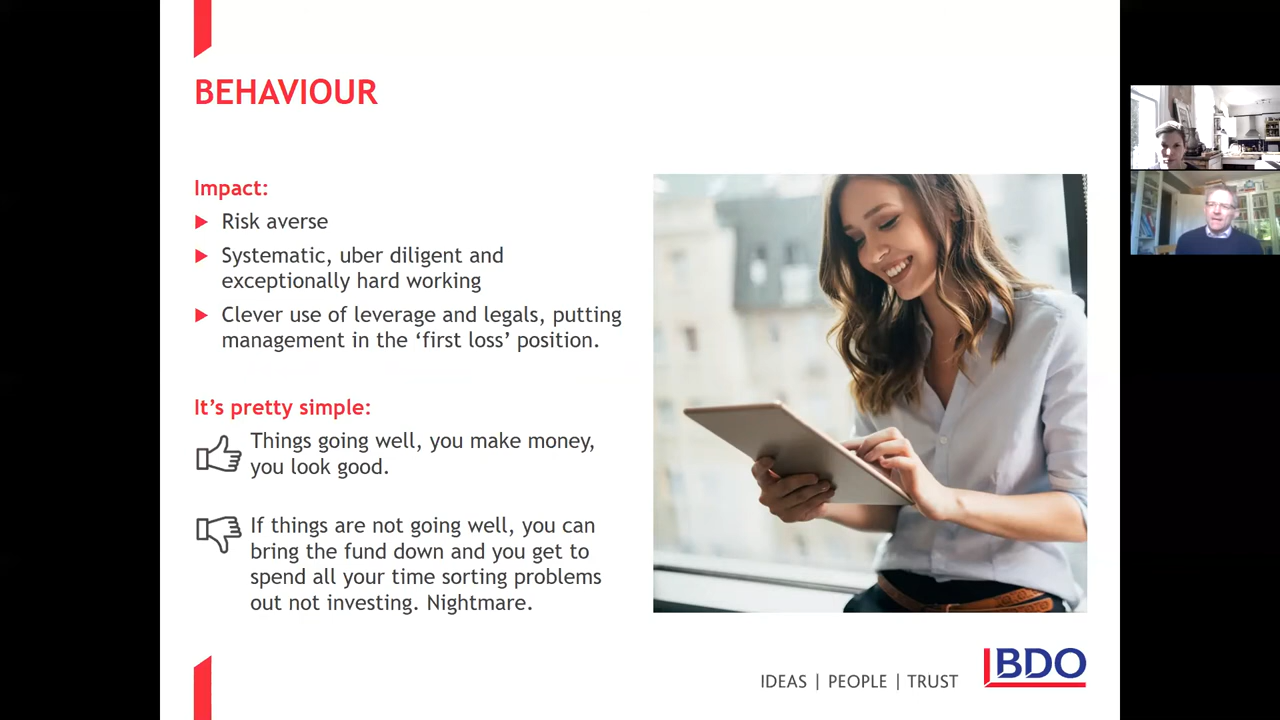 BEHAVIOUR
Impact:
Risk averse
Systematic, uber diligent and
exceptionally hard working
Clever use of leverage and legals, putting
management in the ‘first loss’ position.
It’s pretty simple:
Things going well, you make money,
you look good.
If things are not going well, you can
bring the fund down and you get to
spend all your time sorting problems
out not investing. Nightmare.
IDEAS | PEOPLE | TRUST
BDO